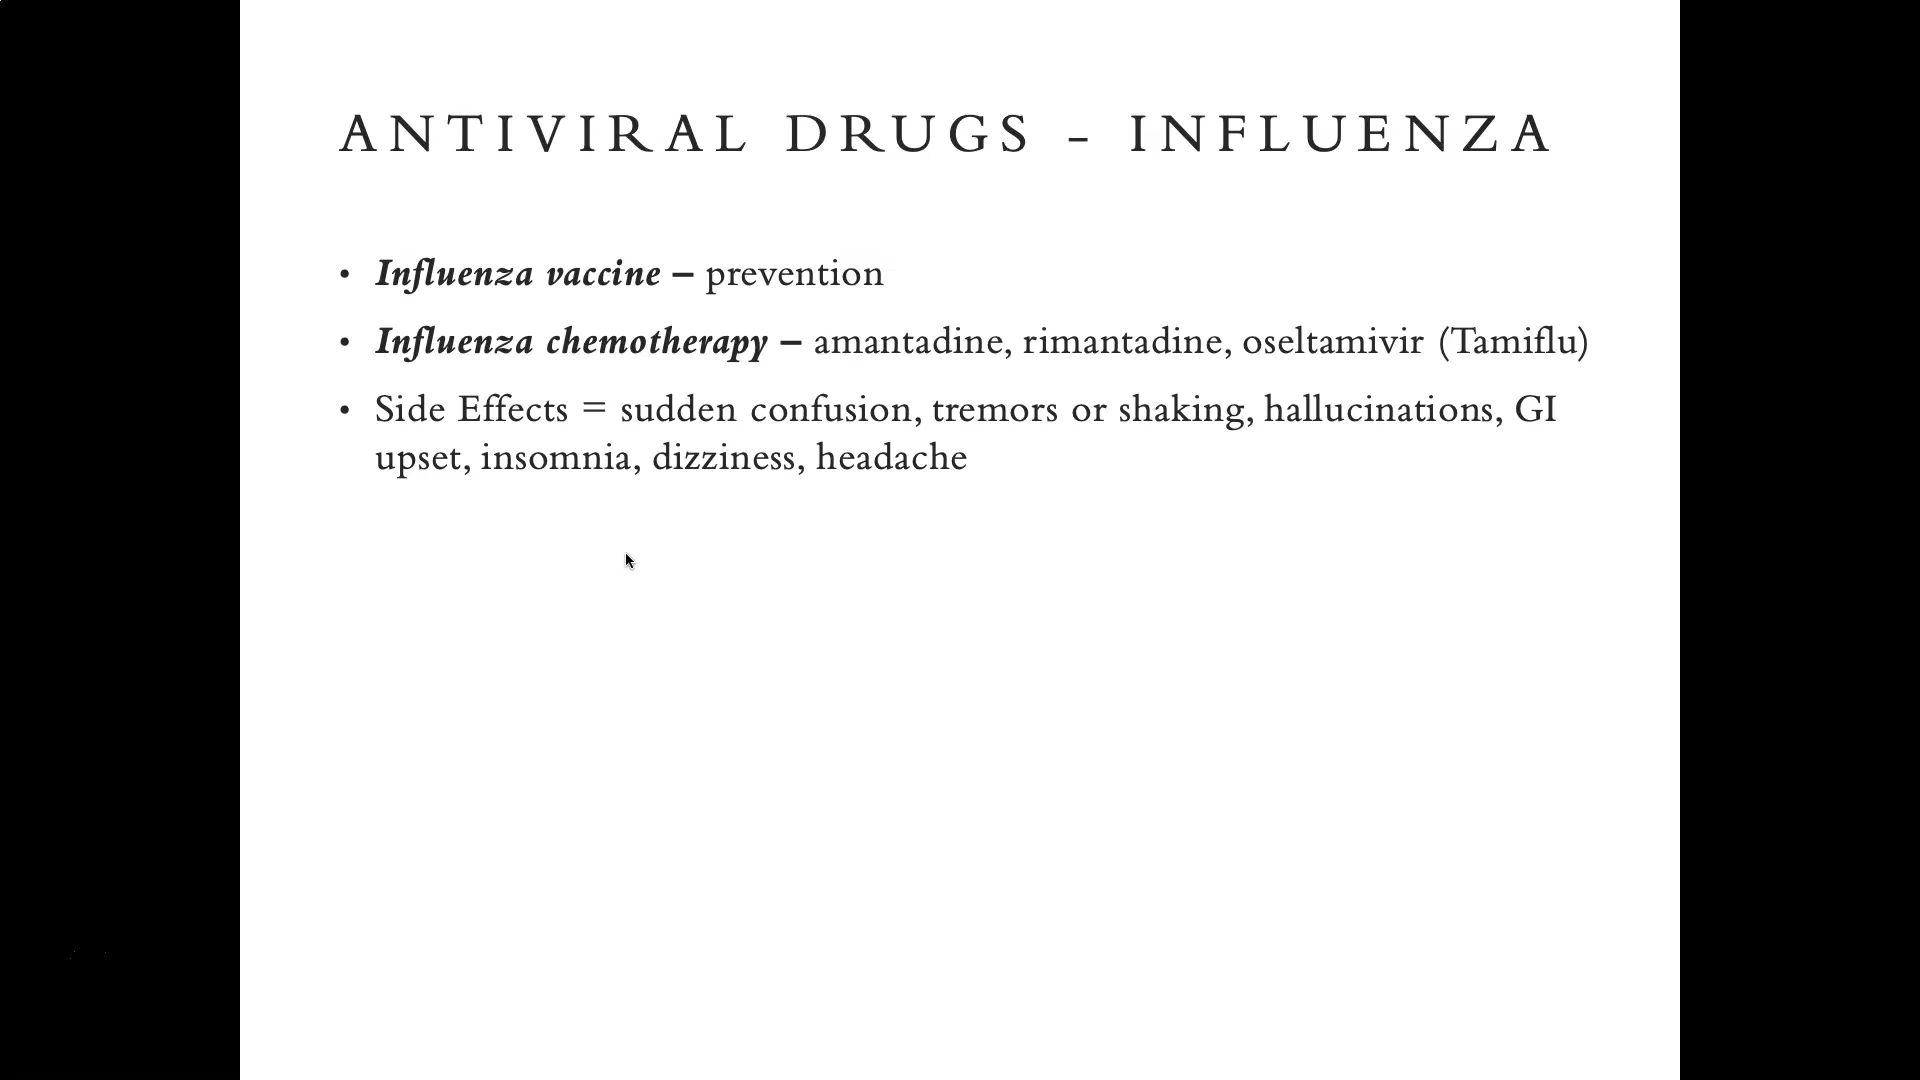 ANTIVIRAL DRUGS – INFLUENZA
• Influenza vaccine – prevention
• Influenza chemotherapy – amantadine, rimantadine, oseltamivir (Tamiflu)
• Side Effects = sudden confusion, tremors or shaking, hallucinations, GI
upset, insomnia, dizziness, headache